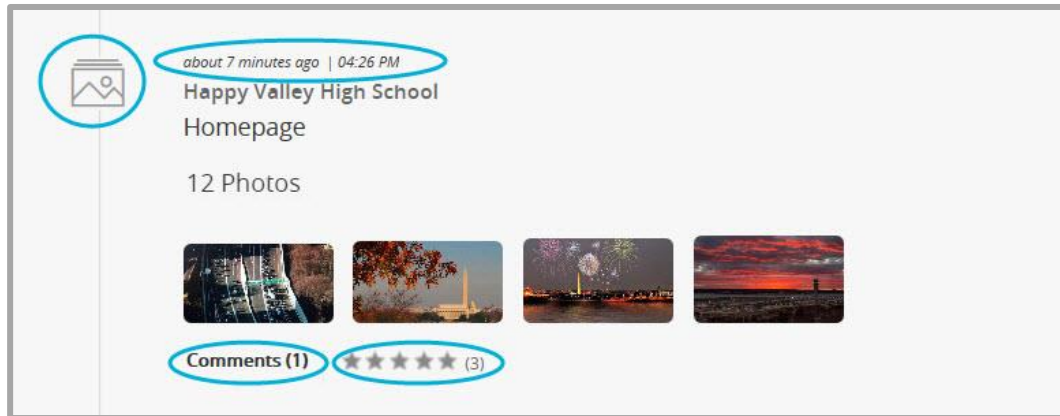 about 7 minutes ago | 04:26 PM
Happy Valley High School
Homepage
12 Photos
Comments (1) (3)